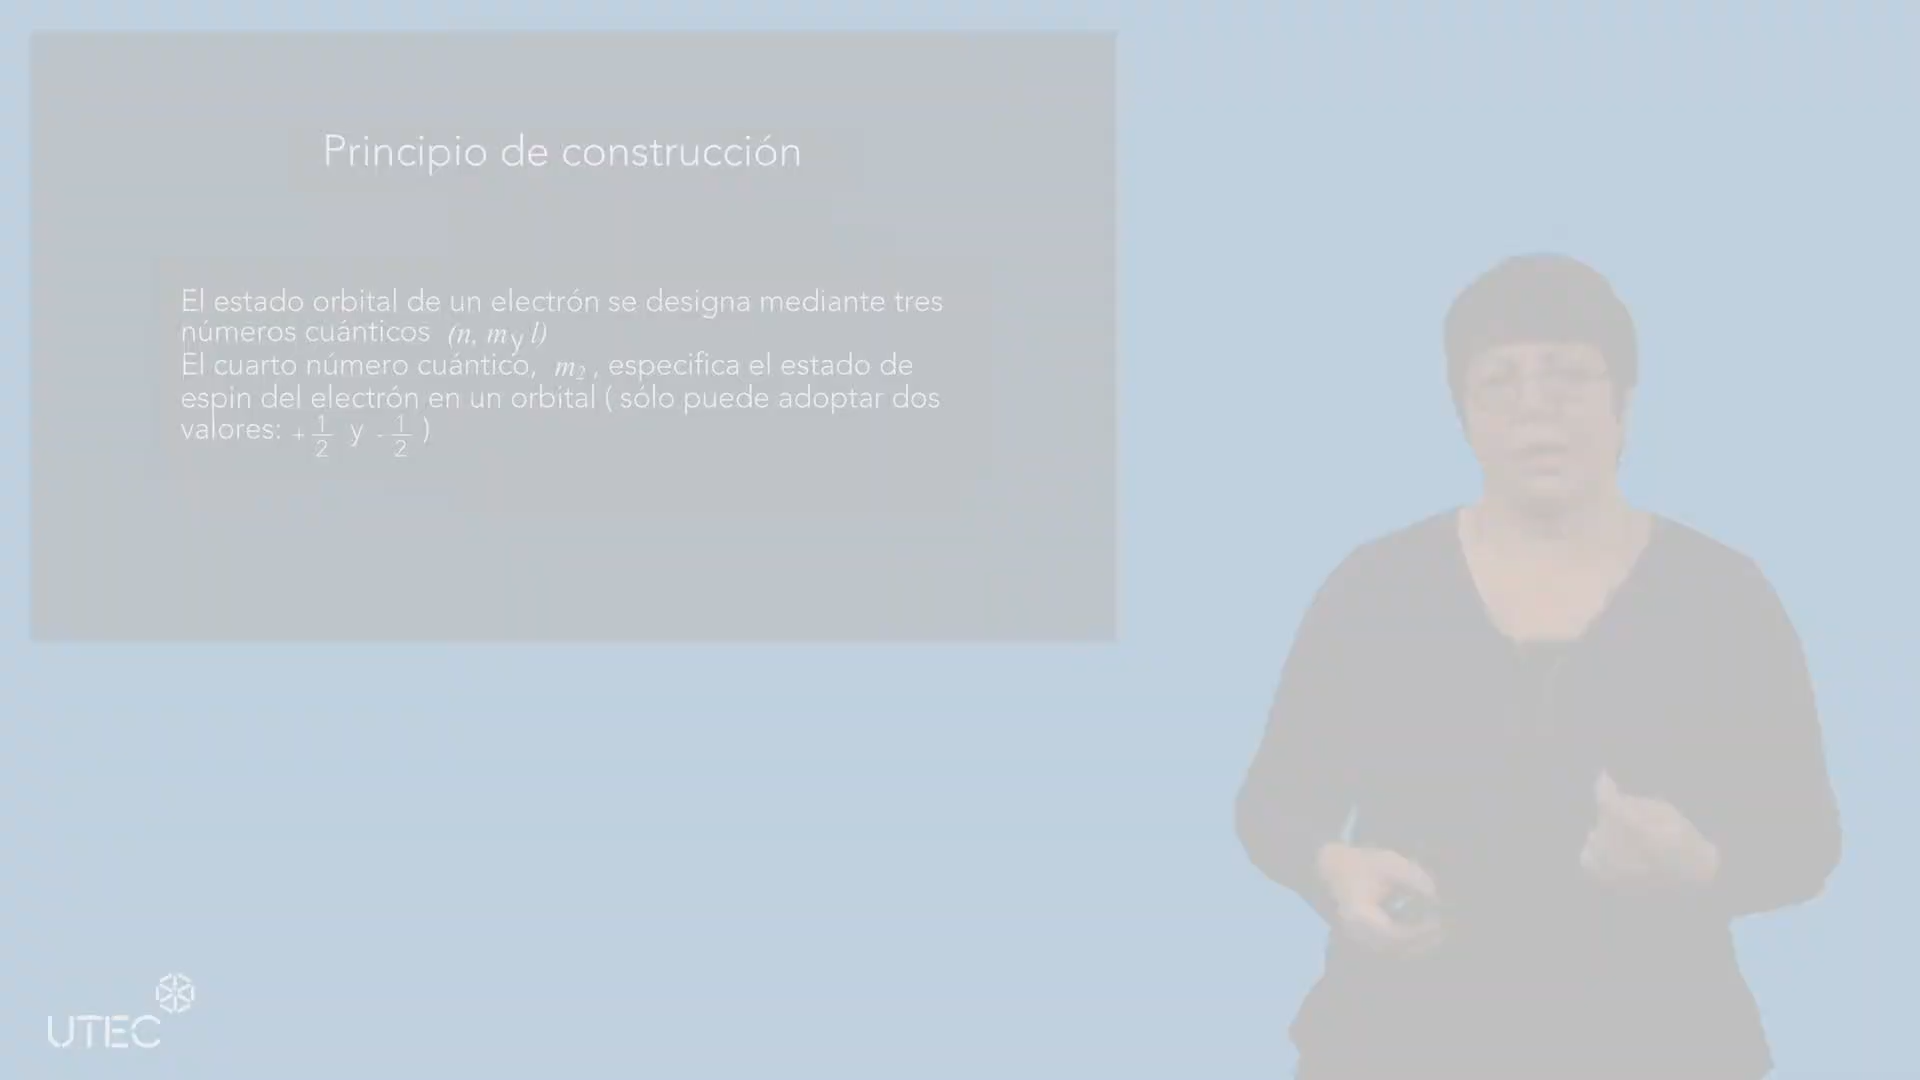 Principio de construcción
El estado orbital de un electrón se designa mediante tres
números cuánticos (n, m y l)
El cuarto número cuántico, m2, especifica el estado de
espin del electrón en un orbital ( sólo puede adoptar dos
valores: + 1/2 y - 1/2 )
UTEC